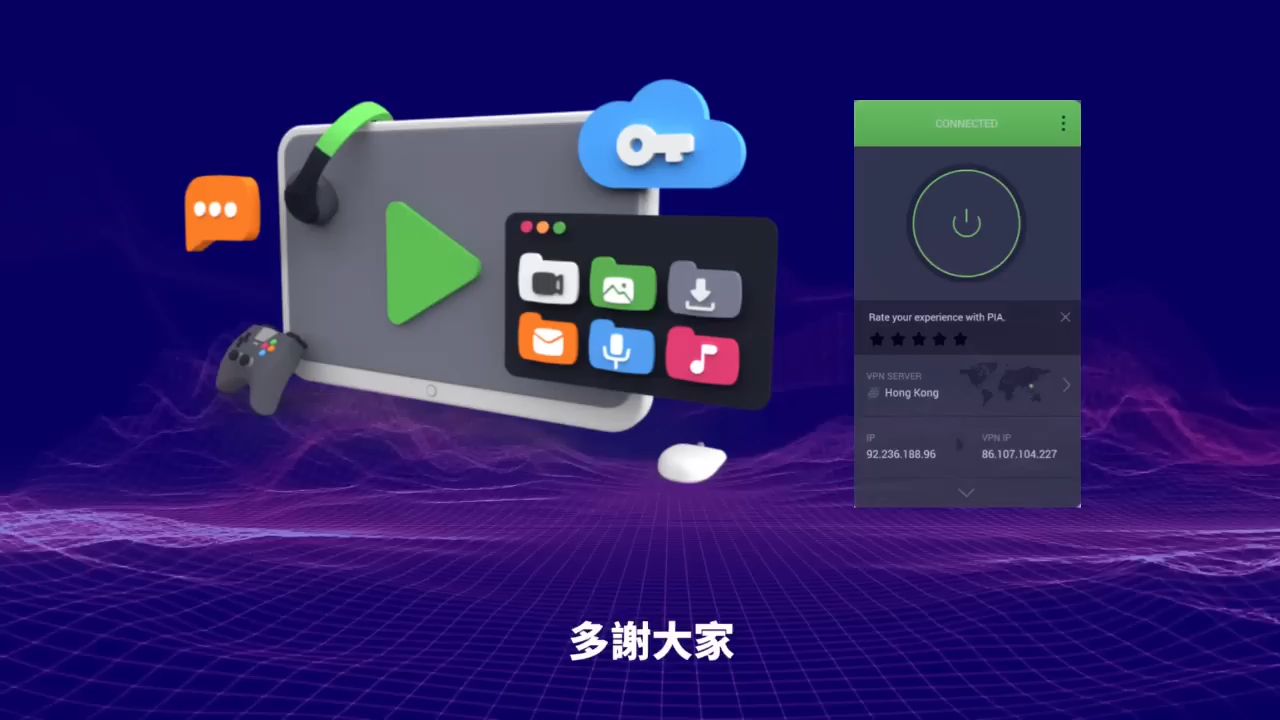 CONNECTED
Rate your experience with PIA.
VPN SERVER
Hong Kong
IP
VPN IP
92.236.188.96
86.107.104.227
多謝大家